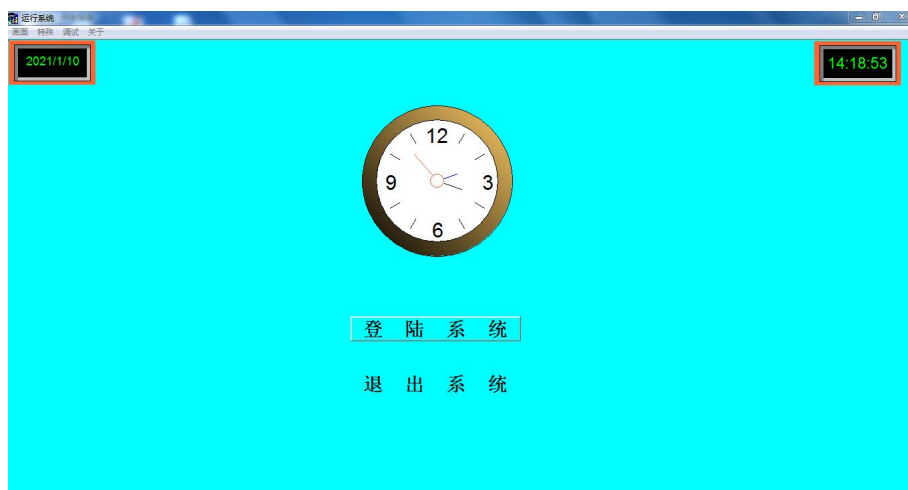 运行系统
画面 特殊 调试 关于
2021/1/10
14:18:53
12
9 3
6
登 陆 系 统
退 出 系 统